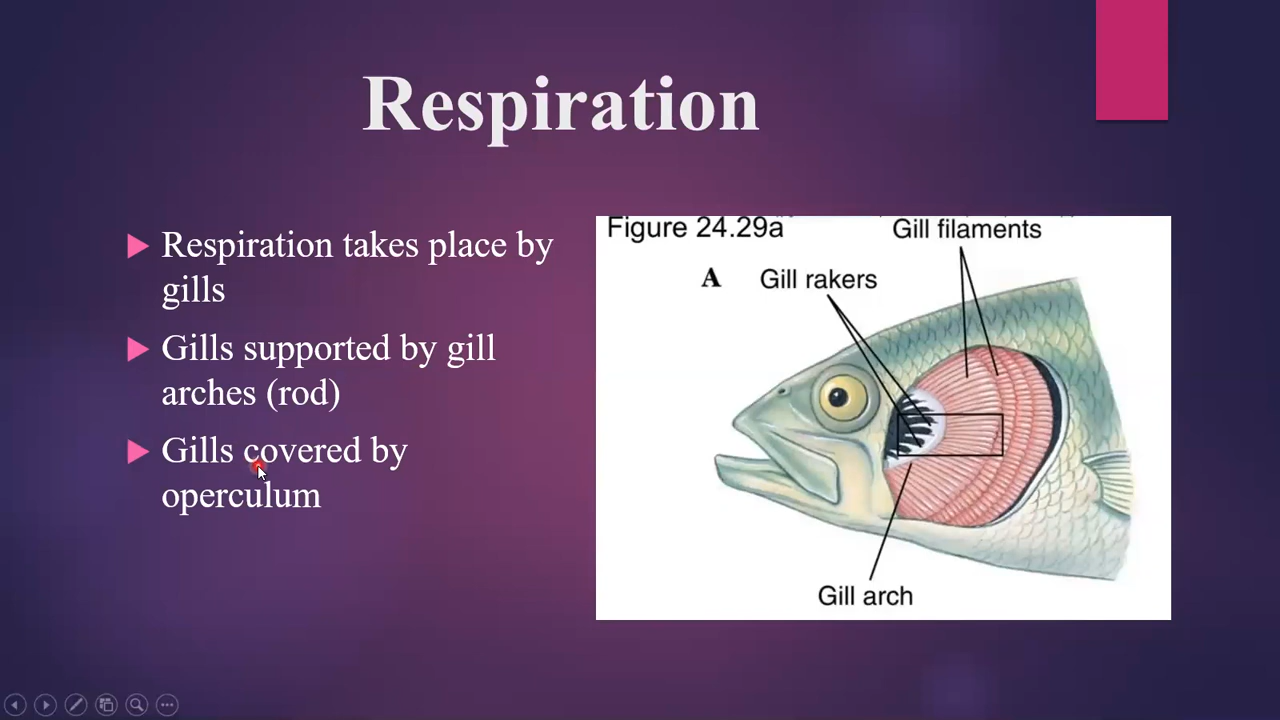 Respiration
Respiration takes place by
gills
Gills supported by gill
arches (rod)
Gills covered by
operculum
Figure 24.29a
Gill filaments
A
Gill rakers
Gill arch